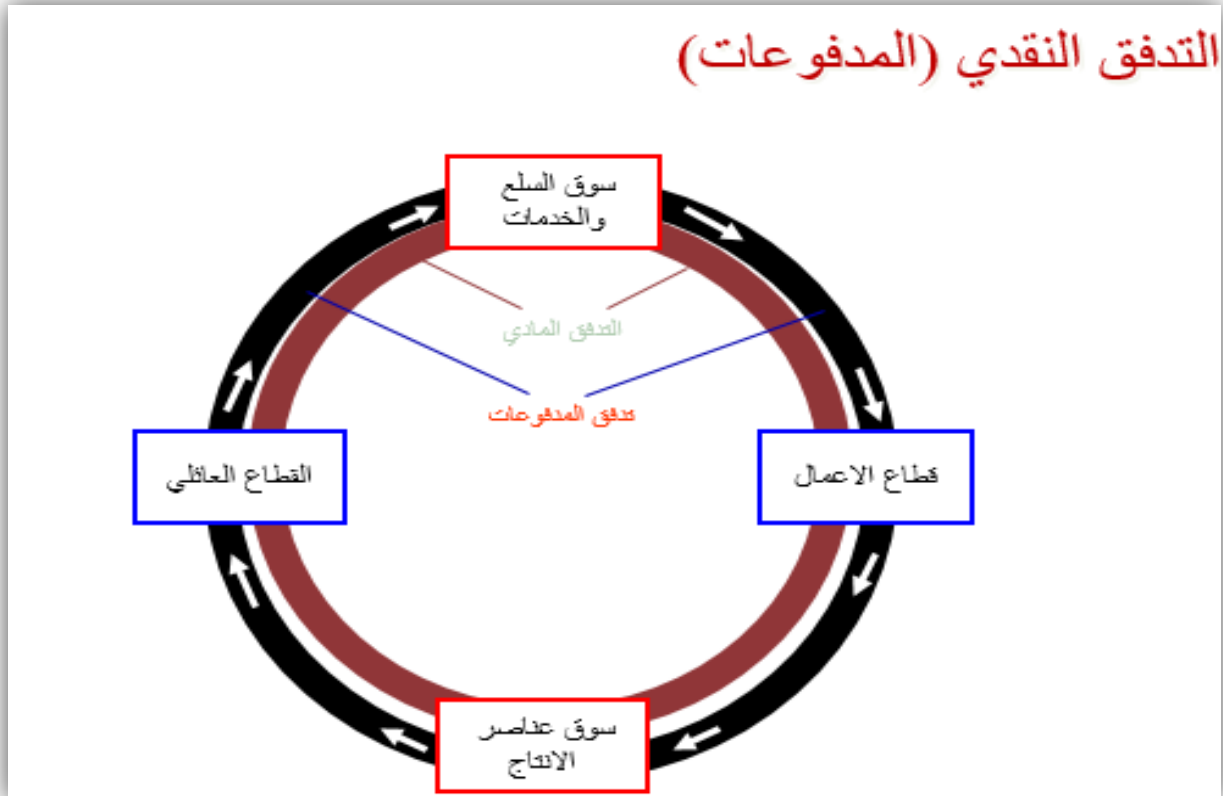 التدفق النقدي (المدفوعات)
سوق السلع
والخدمات
التدفق المادي
تدفق المدفوعات
قطاع الاعمال
القطاع العائلي
سوق عناصر
الانتاج